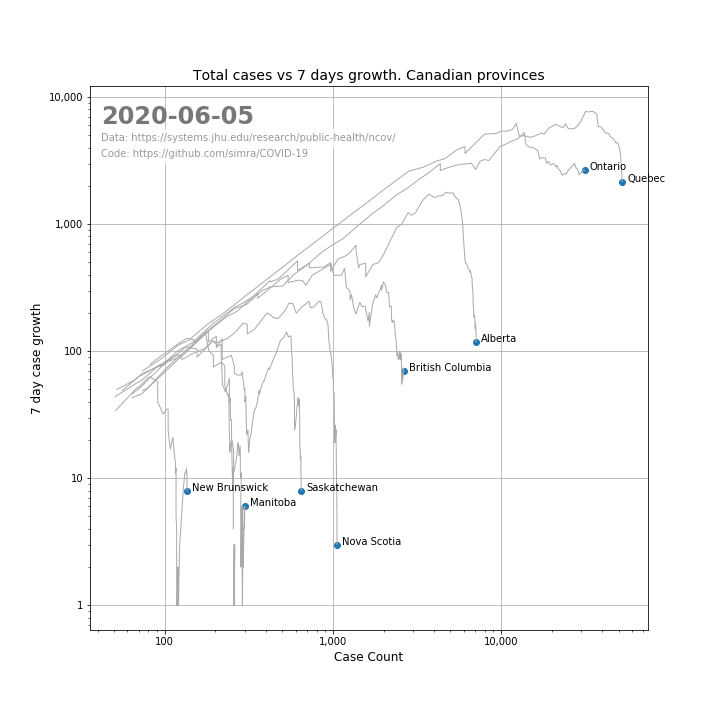 Total cases vs 7 days growth. Canadian provinces
10,000
2020-06-05
Data: https://systems.jhu.edu/research/public-health/ncov/
Code: https://github.com/simra/COVID-19
Ontario
Quebec
1,000
7 day case growth
Alberta
100
British Columbia
10
New Brunswick
Saskatchewan
Manitoba
Nova Scotia
1
100
1,000
10,000
Case Count